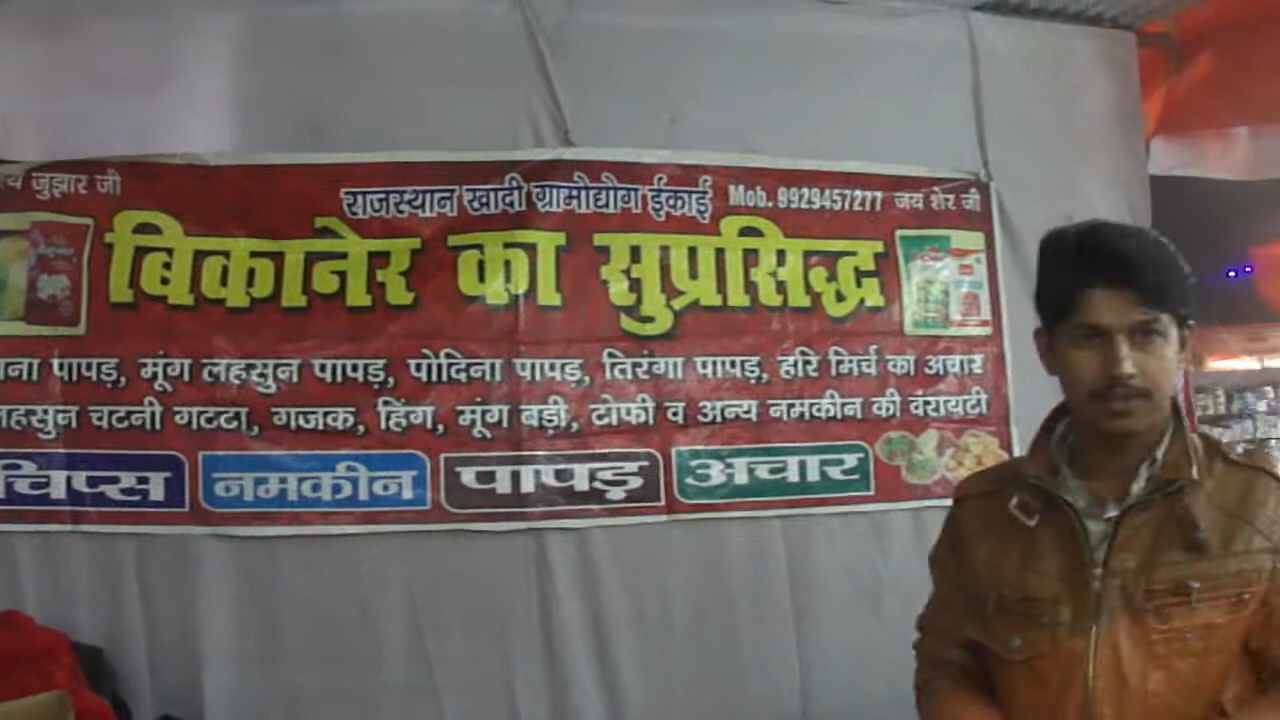 जुझार जी
राजस्थान खादी ग्रामोद्योग ईकाई Mob. 9929457277 जय शेर जी
बिकानेर का सुप्रसिद्ध
पापड़, मूंग लहसुन पापड़, पोदिना पापड़, तिरंगा पापड़, हरि मिर्च का अचार
लहसुन चटनी गटटा, गजक, हिंग, मूंग बड़ी, टोफी व अन्य नमकीन की वैरायटी
चिप्स नमकीन पापड़ अचार